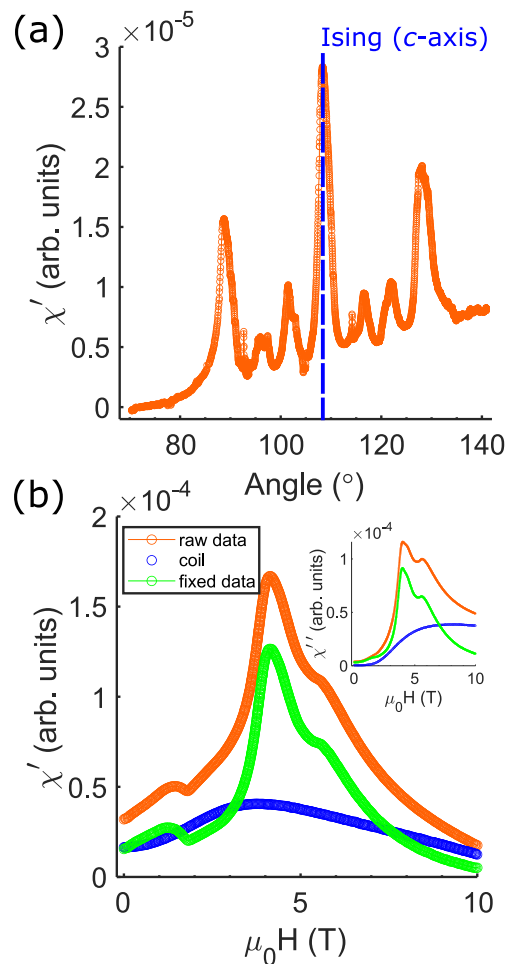 (a)
×10⁻⁵
Ising (c-axis)
3
2.5
2
1.5
1
0.5
0
χ′ (arb. units)
80 100 120 140
Angle (°)
(b)
×10⁻⁴
2
1.5
1
0.5
0
χ′ (arb. units)
raw data
coil
fixed data
×10⁻⁴
1
0.5
0
χ′′ (arb. units)
0 5 10
μ₀H (T)
0 5 10
μ₀H (T)